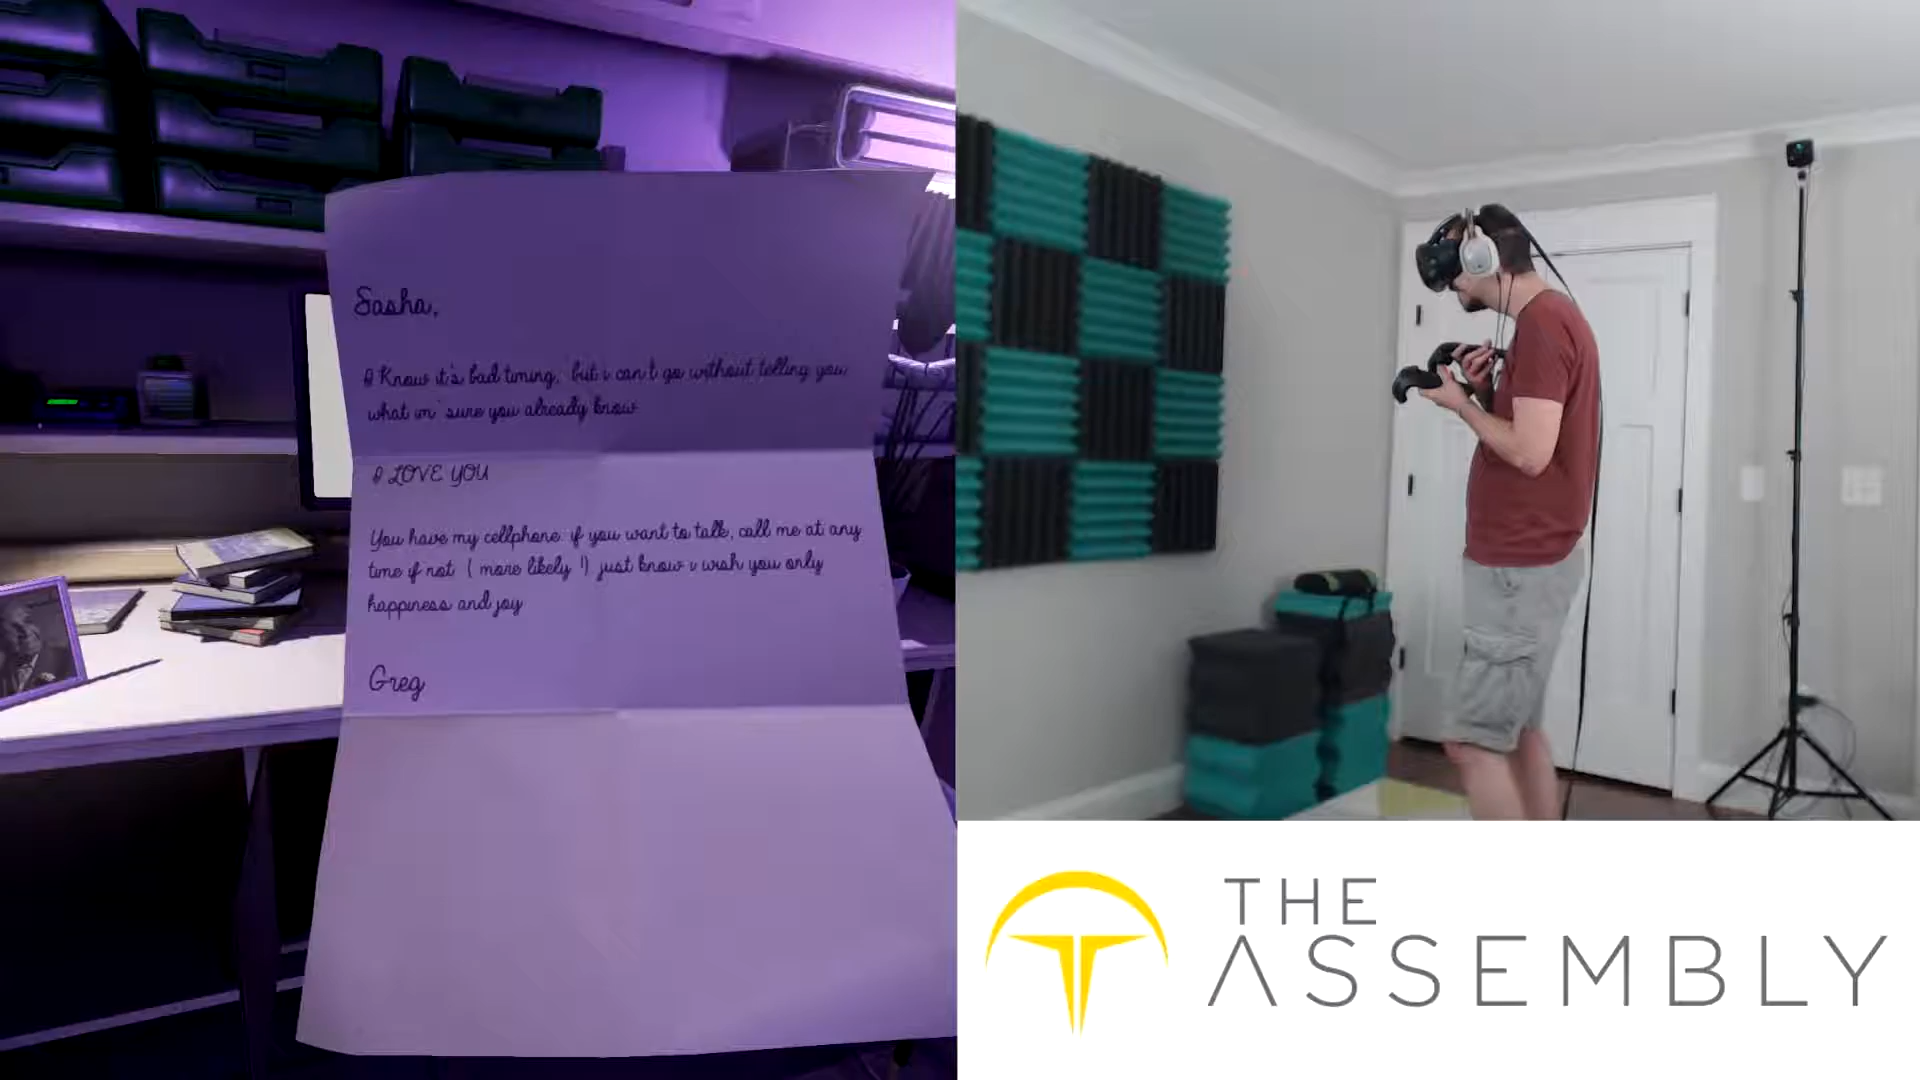 Sasha,
I Know it's bad timing, but i can't go without telling you
what im' sure you already know
I LOVE YOU
You have my cellphone if you want to talk, call me at any
time if not (more likely !) just know i wish you only
happiness and joy
Greg
THE
ASSEMBLY